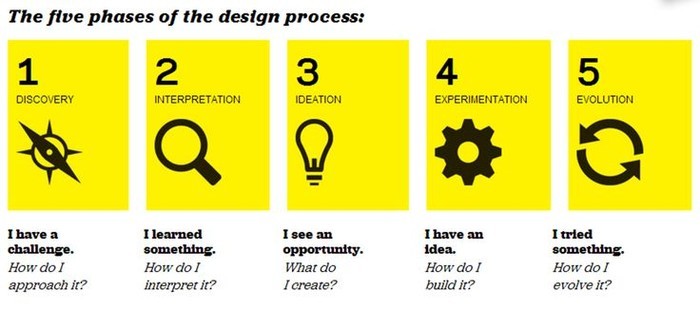 The five phases of the design process:
1
DISCOVERY
I have a
challenge.
How do I
approach it?
2
INTERPRETATION
I learned
something.
How do I
interpret it?
3
IDEATION
I see an
opportunity.
What do
I create?
4
EXPERIMENTATION
I have an
idea.
How do I
build it?
5
EVOLUTION
I tried
something.
How do I
evolve it?